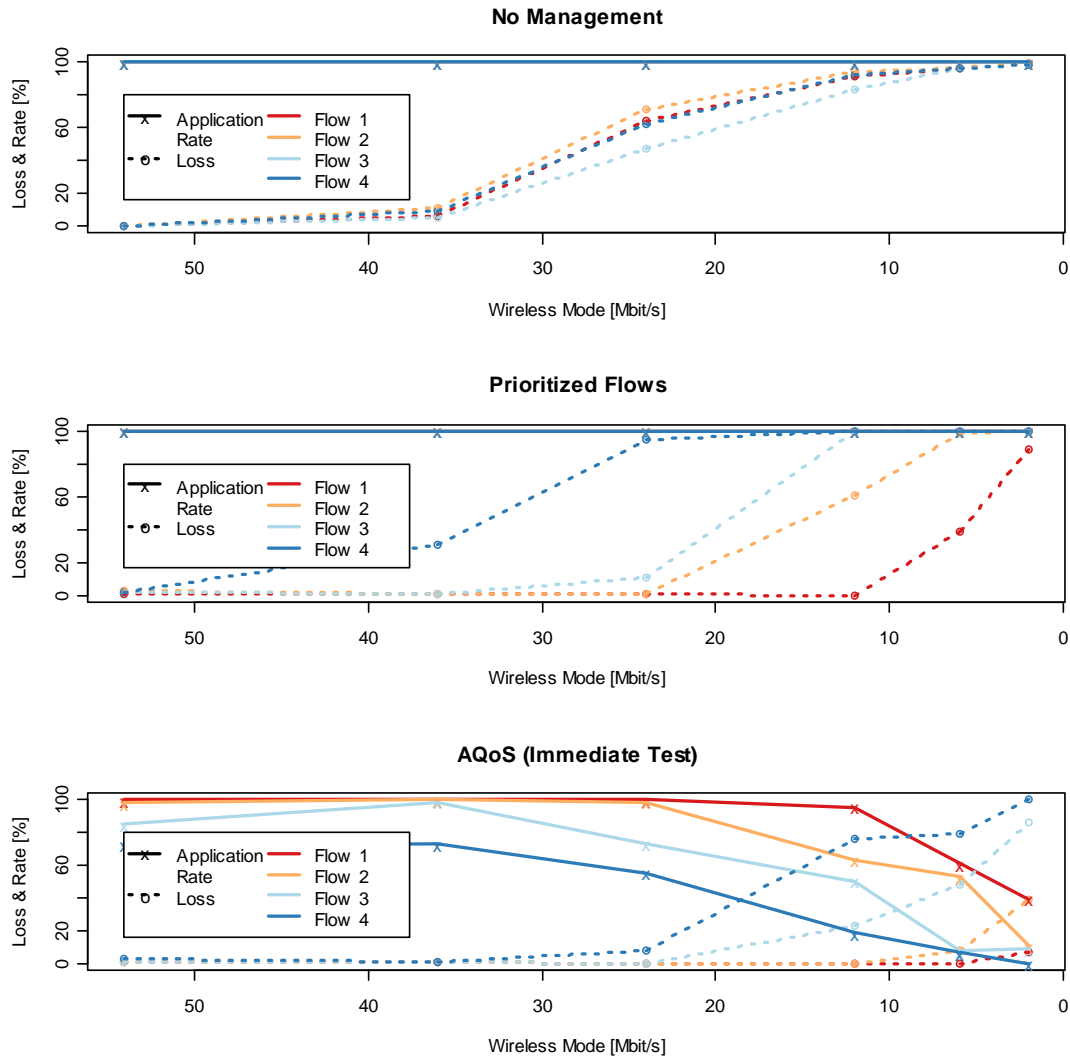 No Management
Loss & Rate [%]
100
60
20
0
x Application Rate
Loss
Flow 1
Flow 2
Flow 3
Flow 4
50 40 30 20 10 0
Wireless Mode [Mbit/s]
Prioritized Flows
Loss & Rate [%]
100
60
20
0
x Application Rate
Loss
Flow 1
Flow 2
Flow 3
Flow 4
50 40 30 20 10 0
Wireless Mode [Mbit/s]
AQoS (Immediate Test)
Loss & Rate [%]
100
60
20
0
x Application Rate
Loss
Flow 1
Flow 2
Flow 3
Flow 4
50 40 30 20 10 0
Wireless Mode [Mbit/s]